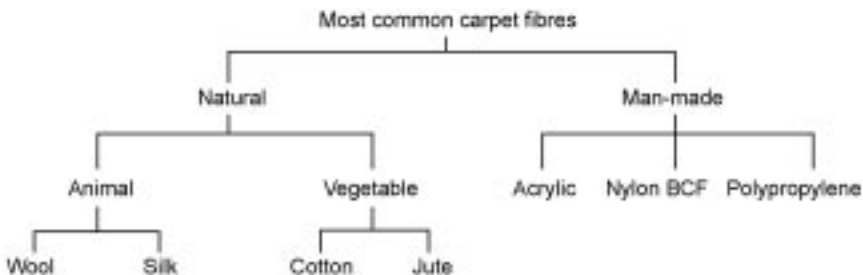 Most common carpet fibres
Natural Man-made
Animal Vegetable Acrylic Nylon BCF Polypropylene
Wool Silk Cotton Jute